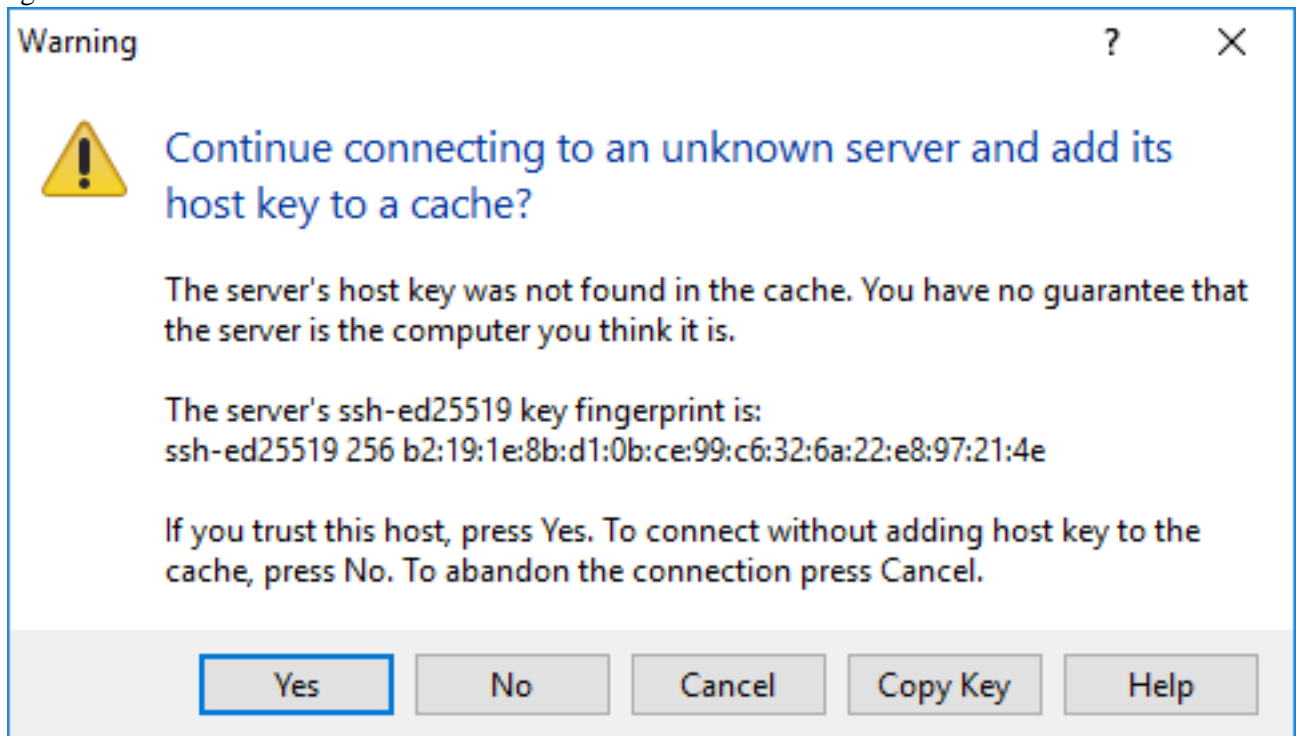 Warning
?
Continue connecting to an unknown server and add its
host key to a cache?
The server's host key was not found in the cache. You have no guarantee that
the server is the computer you think it is.
The server's ssh-ed25519 key fingerprint is:
ssh-ed25519 256 b2:19:1e:8b:d1:0b:ce:99:c6:32:6a:22:e8:97:21:4e
If you trust this host, press Yes. To connect without adding host key to the
cache, press No. To abandon the connection press Cancel.
Yes No Cancel Copy Key Help